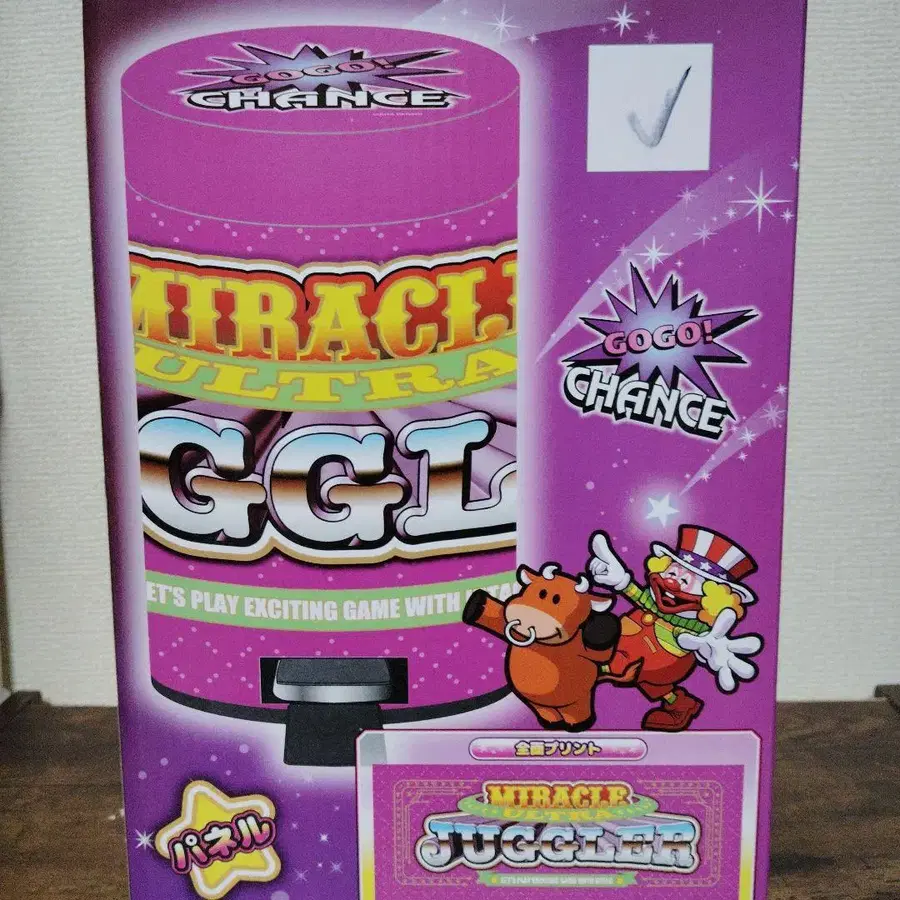 GOGO!
CHANCE
MIRACLE
ULTRA
GGL
ET'S PLAY EXCITING GAME WITH
GOGO!
CHANCE
全面プリント
MIRACLE
ULTRA
JUGGLER
パネル